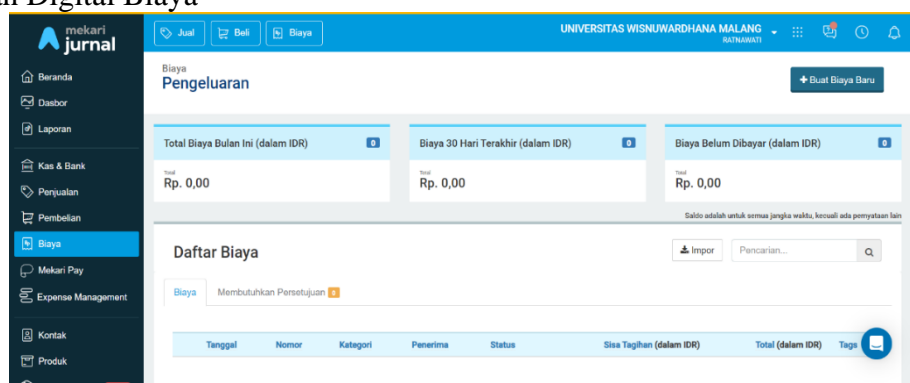 n Digital Biaya
mekari
jurnal
Jual
Beli
Biaya
UNIVERSITAS WISNUWARDHANA MALANG
RATNAWATI
Beranda
Dasbor
Laporan
Kas & Bank
Penjualan
Pembelian
Biaya
Mekari Pay
Expense Management
Kontak
Produk
Biaya
Pengeluaran
+ Buat Biaya Baru
Total Biaya Bulan Ini (dalam IDR) 0
Total
Rp. 0,00
Biaya 30 Hari Terakhir (dalam IDR) 0
Total
Rp. 0,00
Biaya Belum Dibayar (dalam IDR) 0
Total
Rp. 0,00
Saldo adalah untuk semua jangka waktu, kecuali ada pernyataan lain
Daftar Biaya
Impor
Pencarian...
Biaya
Membutuhkan Persetujuan 0
Tanggal Nomor Kategori Penerima Status Sisa Tagihan (dalam IDR) Total (dalam IDR) Tags